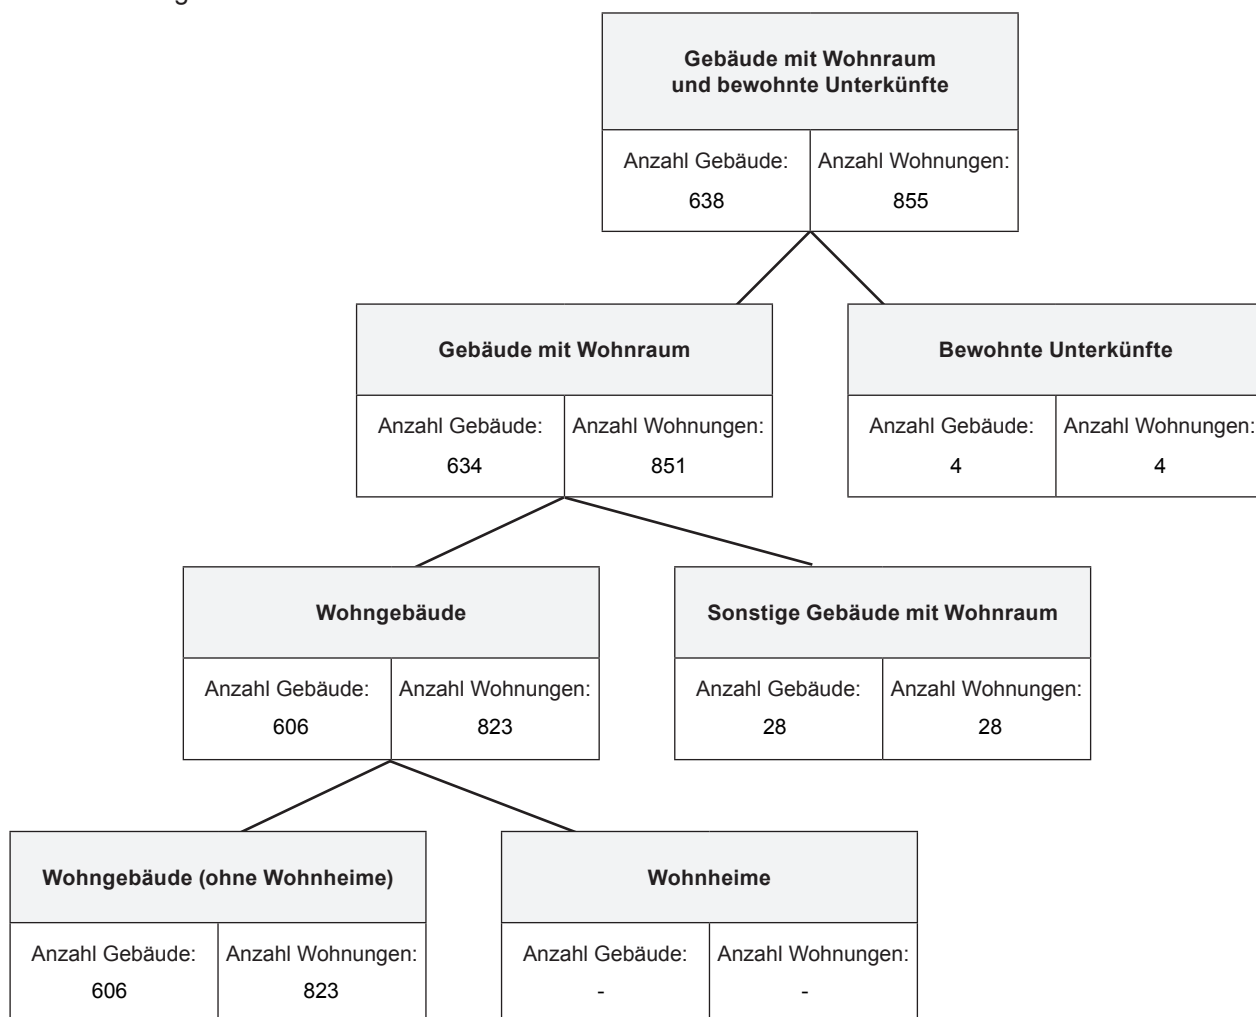 Gebäude mit Wohnraum
und bewohnte Unterkünfte
Anzahl Gebäude: Anzahl Wohnungen:
638 855
Gebäude mit Wohnraum Bewohnte Unterkünfte
Anzahl Gebäude: Anzahl Wohnungen: Anzahl Gebäude: Anzahl Wohnungen:
634 851 4 4
Wohngebäude Sonstige Gebäude mit Wohnraum
Anzahl Gebäude: Anzahl Wohnungen: Anzahl Gebäude: Anzahl Wohnungen:
606 823 28 28
Wohngebäude (ohne Wohnheime) Wohnheime
Anzahl Gebäude: Anzahl Wohnungen: Anzahl Gebäude: Anzahl Wohnungen:
606 823 - -